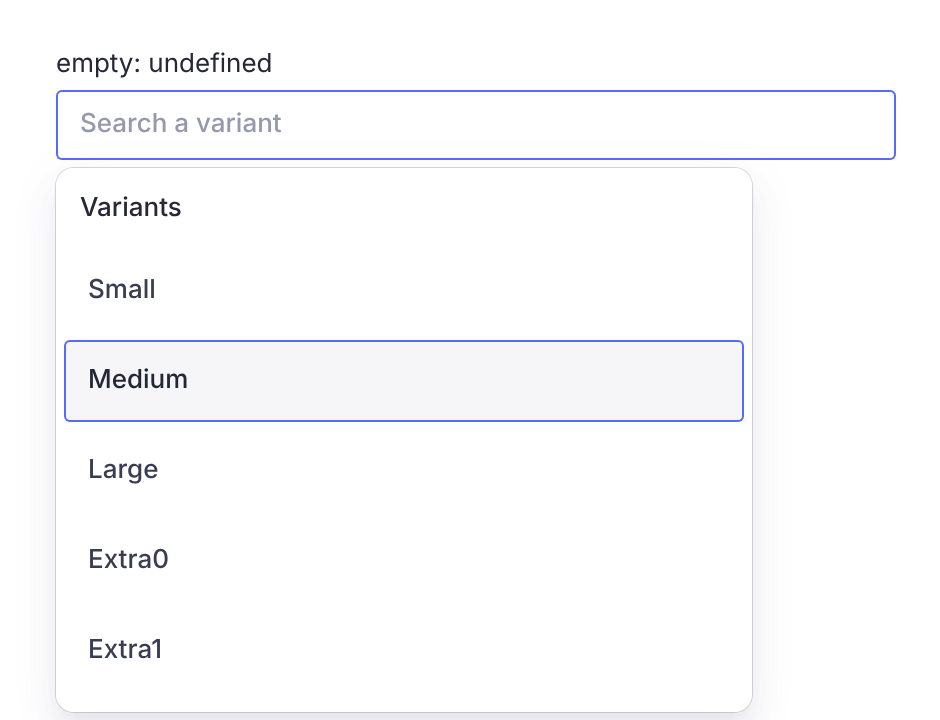 empty: undefined
Search a variant
Variants
Small
Medium
Large
Extra0
Extra1